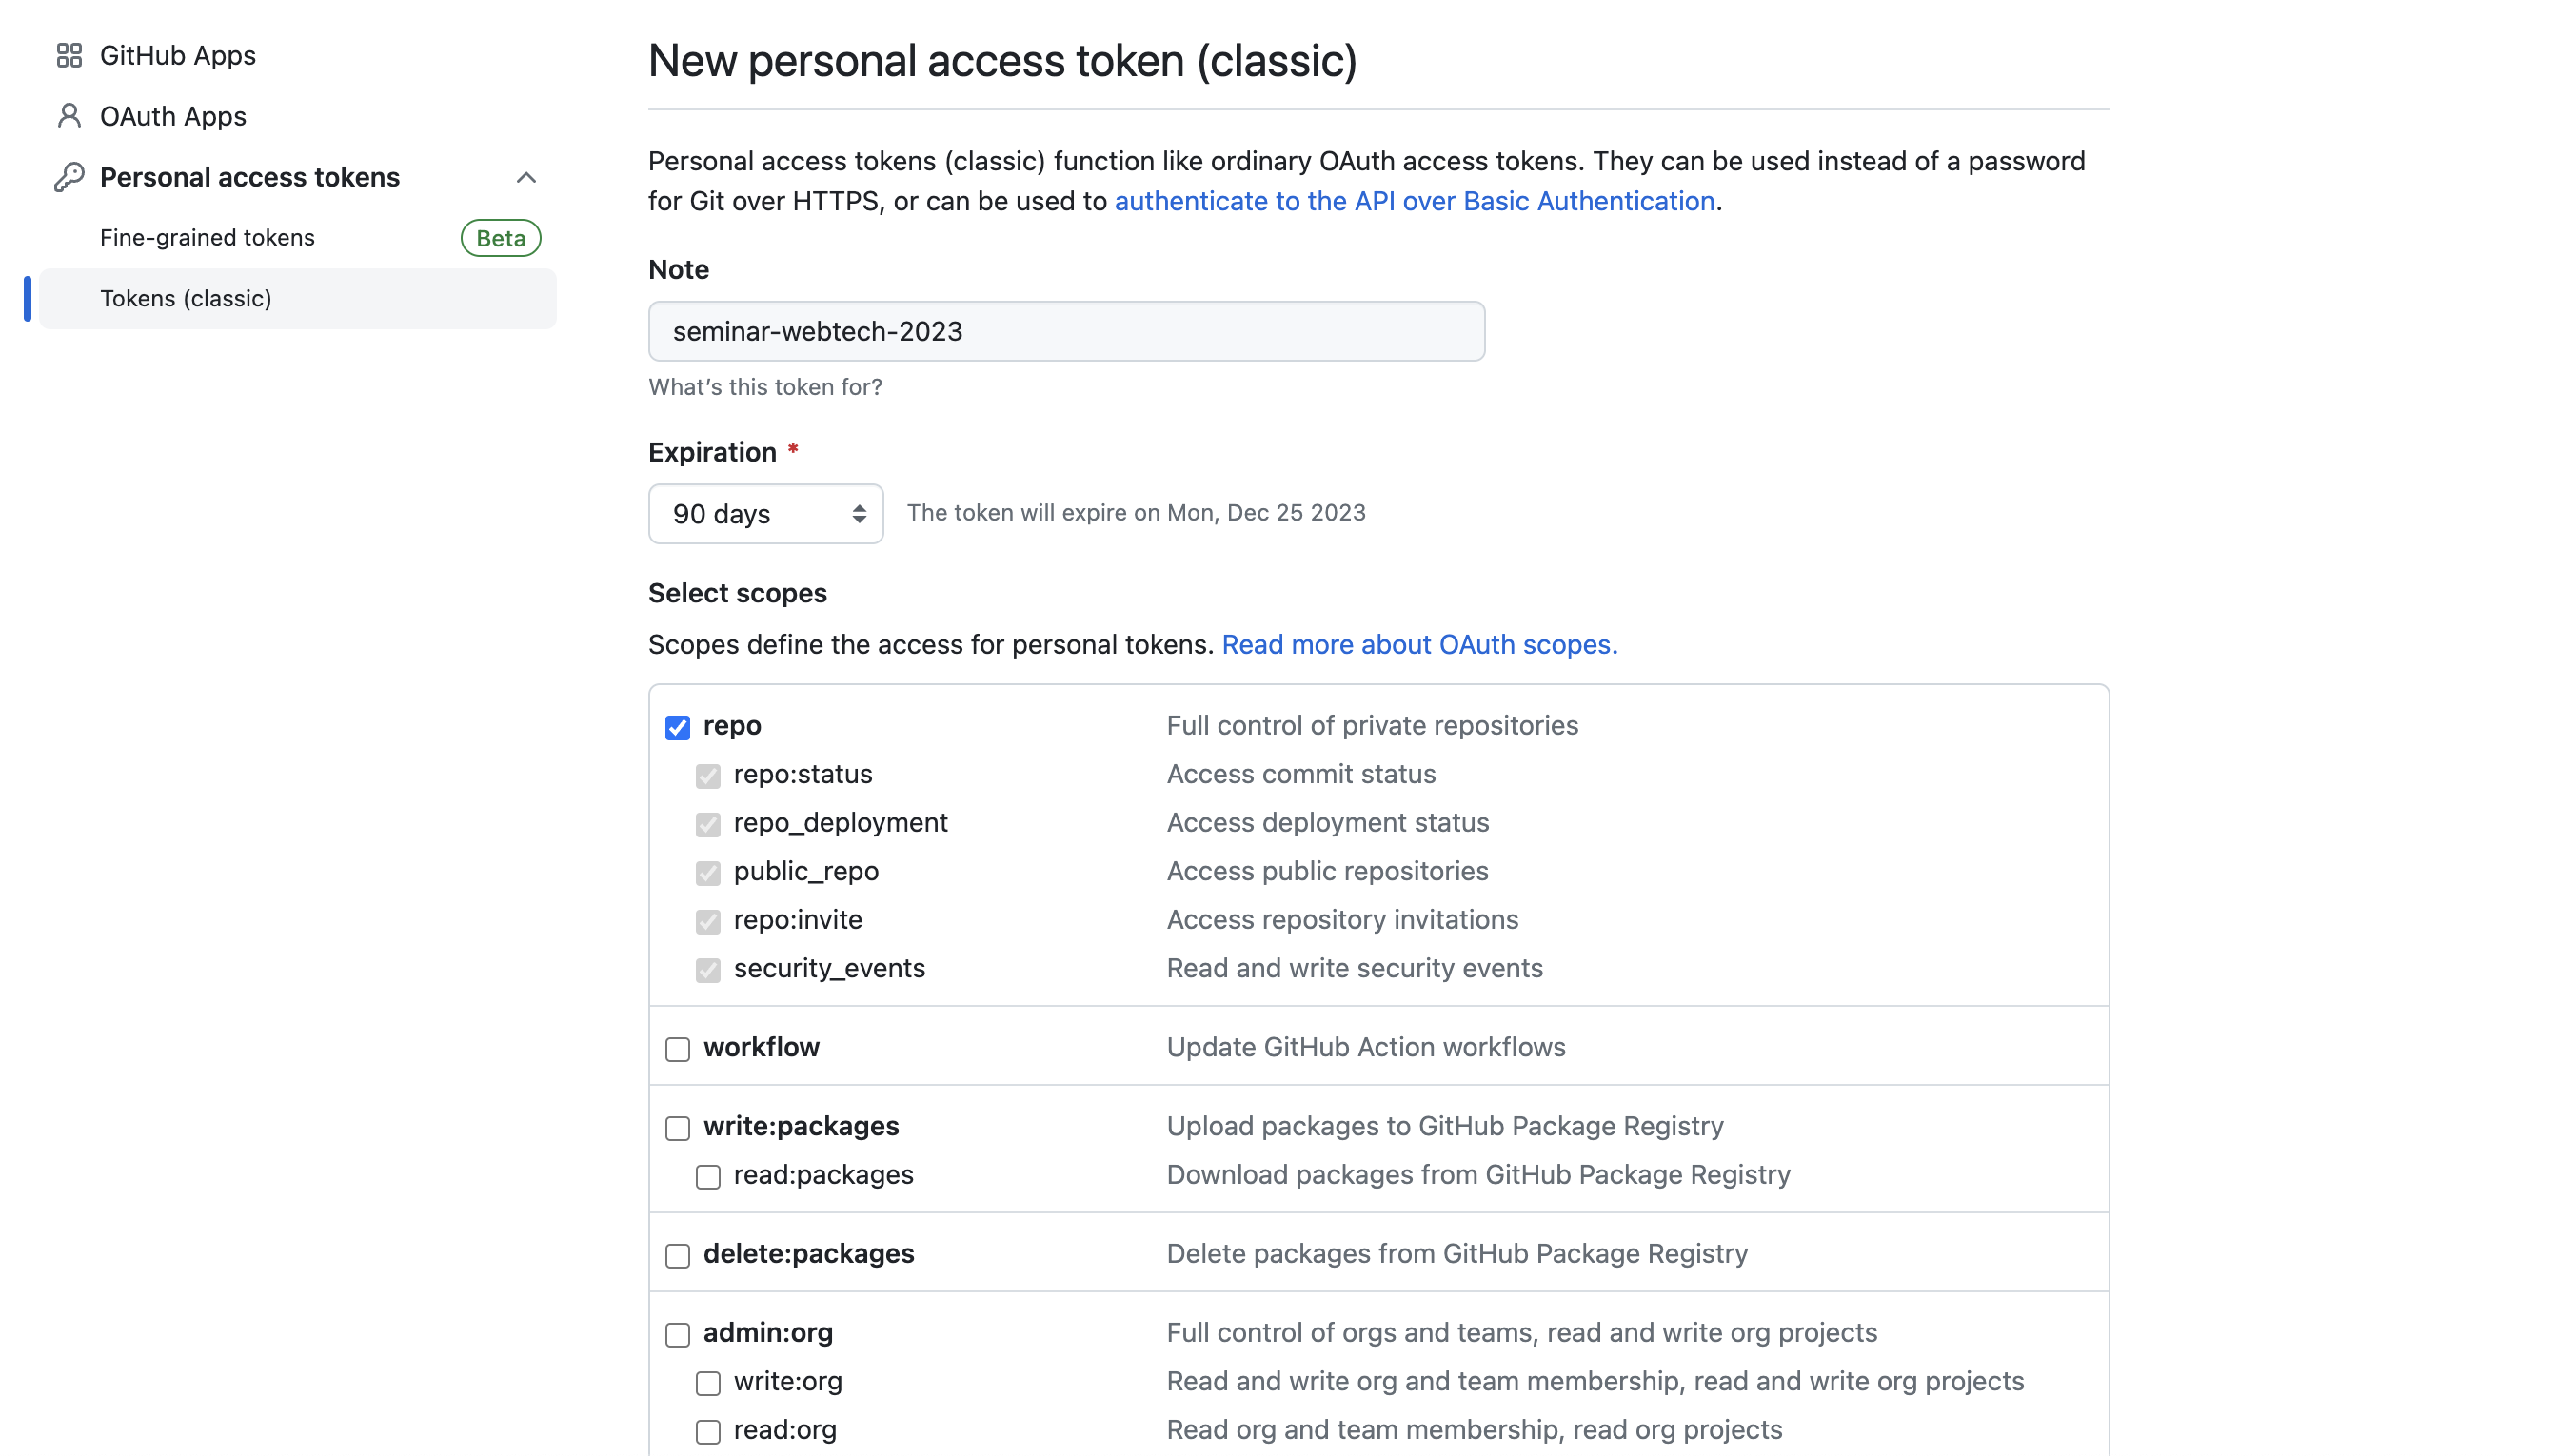 GitHub Apps
OAuth Apps
Personal access tokens
Fine-grained tokens Beta
Tokens (classic)
New personal access token (classic)
Personal access tokens (classic) function like ordinary OAuth access tokens. They can be used instead of a password
for Git over HTTPS, or can be used to authenticate to the API over Basic Authentication.
Note
seminar-webtech-2023
What's this token for?
Expiration *
90 days The token will expire on Mon, Dec 25 2023
Select scopes
Scopes define the access for personal tokens. Read more about OAuth scopes.
repo Full control of private repositories
repo:status Access commit status
repo_deployment Access deployment status
public_repo Access public repositories
repo:invite Access repository invitations
security_events Read and write security events
workflow Update GitHub Action workflows
write:packages Upload packages to GitHub Package Registry
read:packages Download packages from GitHub Package Registry
delete:packages Delete packages from GitHub Package Registry
admin:org Full control of orgs and teams, read and write org projects
write:org Read and write org and team membership, read and write org projects
read:org Read org and team membership, read org projects